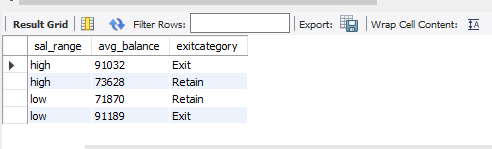 Result Grid Filter Rows: Export: Wrap Cell Content:
sal_range avg_balance exitcategory
high 91032 Exit
high 73628 Retain
low 71870 Retain
low 91189 Exit